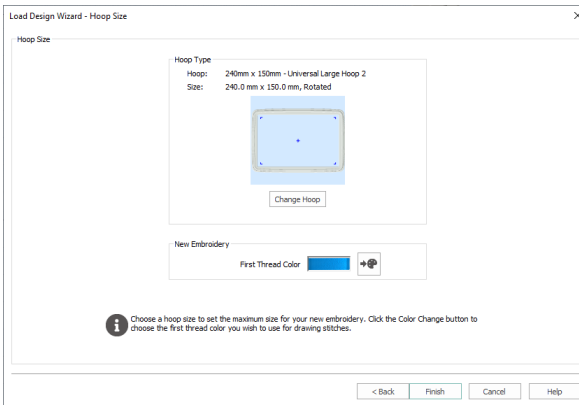 Load Design Wizard - Hoop Size
Hoop Size
Hoop Type
Hoop: 240mm x 150mm - Universal Large Hoop 2
Size: 240.0 mm x 150.0 mm, Rotated
Change Hoop
New Embroidery
First Thread Color
Choose a hoop size to set the maximum size for your new embroidery. Click the Color Change button to
choose the first thread color you wish to use for drawing stitches.
< Back Finish Cancel Help